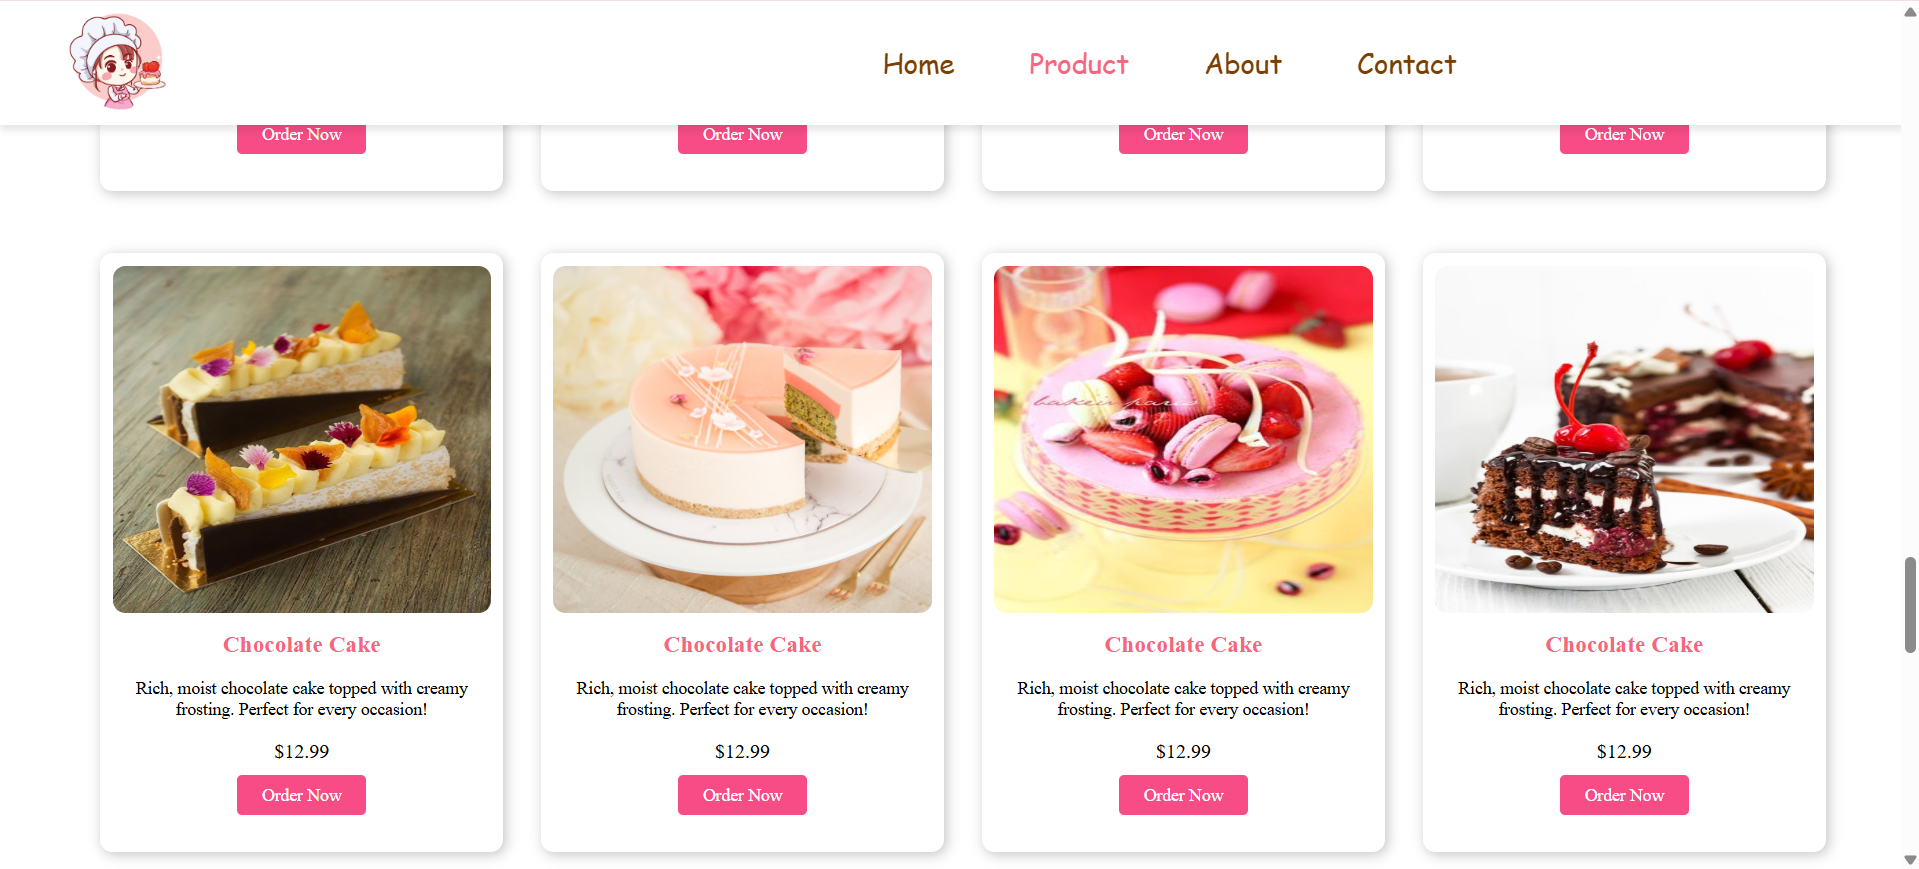 Home Product About Contact
Order Now Order Now Order Now Order Now
bake in paris
Chocolate Cake
Rich, moist chocolate cake topped with creamy
frosting. Perfect for every occasion!
$12.99
Order Now
Chocolate Cake
Rich, moist chocolate cake topped with creamy
frosting. Perfect for every occasion!
$12.99
Order Now
Chocolate Cake
Rich, moist chocolate cake topped with creamy
frosting. Perfect for every occasion!
$12.99
Order Now
Chocolate Cake
Rich, moist chocolate cake topped with creamy
frosting. Perfect for every occasion!
$12.99
Order Now